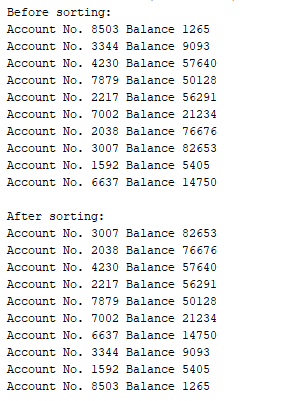 Before sorting:
Account No. 8503 Balance 1265
Account No. 3344 Balance 9093
Account No. 4230 Balance 57640
Account No. 7879 Balance 50128
Account No. 2217 Balance 56291
Account No. 7002 Balance 21234
Account No. 2038 Balance 76676
Account No. 3007 Balance 82653
Account No. 1592 Balance 5405
Account No. 6637 Balance 14750

After sorting:
Account No. 3007 Balance 82653
Account No. 2038 Balance 76676
Account No. 4230 Balance 57640
Account No. 2217 Balance 56291
Account No. 7879 Balance 50128
Account No. 7002 Balance 21234
Account No. 6637 Balance 14750
Account No. 3344 Balance 9093
Account No. 1592 Balance 5405
Account No. 8503 Balance 1265